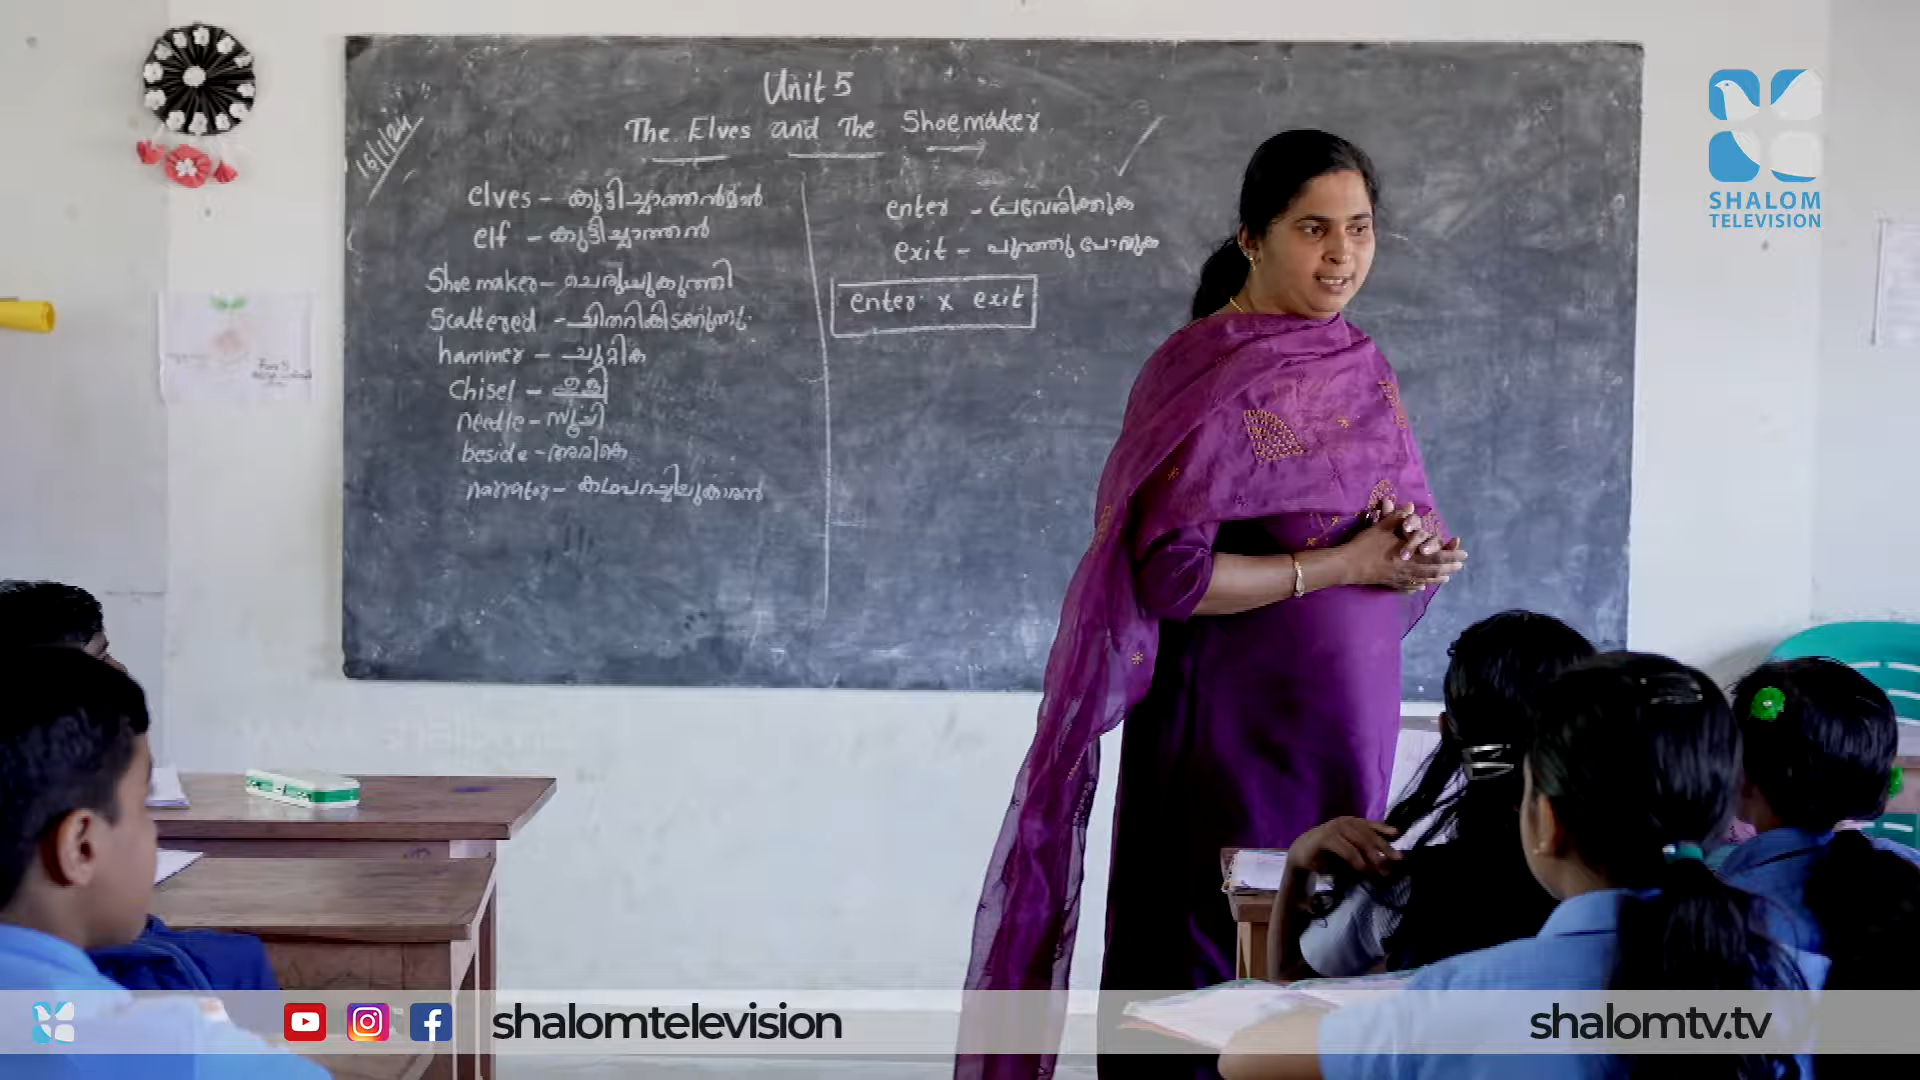 Unit 5
The Elves and The Shoemaker
16/1/24
elves - കുട്ടിച്ചാത്തൻമാർ
elf - കുട്ടിച്ചാത്തൻ
Shoe maker - ചെരുപ്പുകുത്തി
Scattered - ചിതറികിടക്കുന്നു
hammer - ചുറ്റിക
Chisel - ഉളി
needle - സൂചി
beside - അരികെ
narrator - കഥപറച്ചിലുകാരൻ
enter - പ്രവേശിക്കുക
exit - പുറത്തു പോവുക
enter x exit
SHALOM
TELEVISION
shalomtelevision
shalomtv.tv